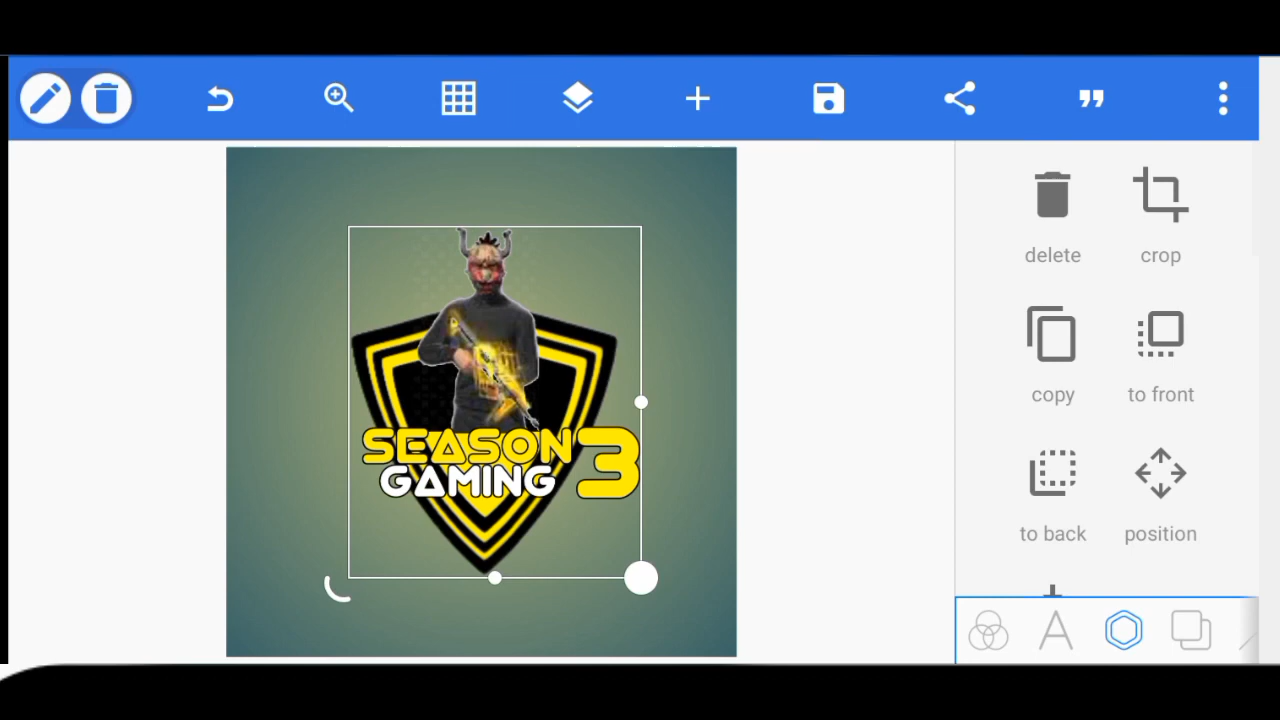 delete
crop
copy
to front
to back
position
SEASON 3
GAMING